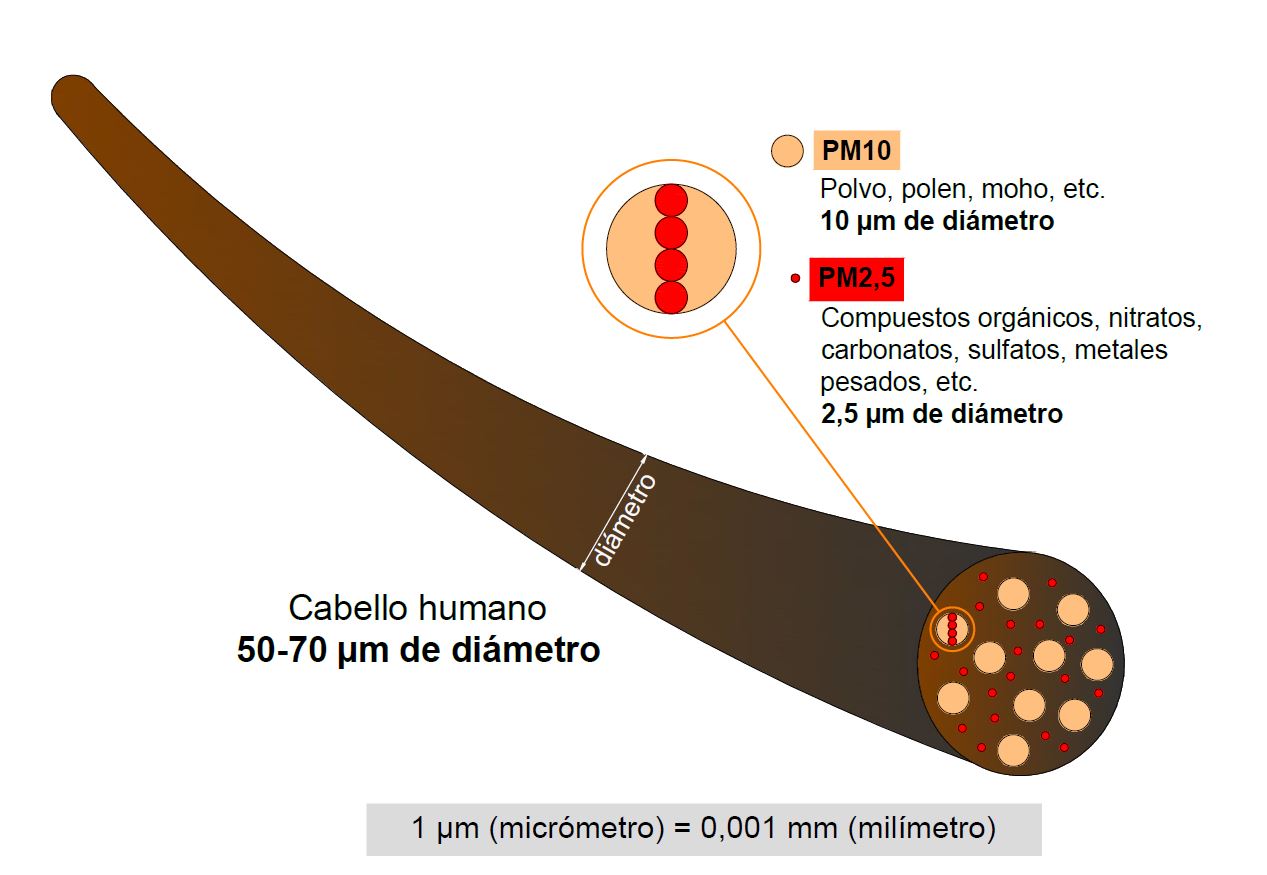 PM10
Polvo, polen, moho, etc.
10 µm de diámetro
PM2,5
Compuestos orgánicos, nitratos,
carbonatos, sulfatos, metales
pesados, etc.
2,5 µm de diámetro
diámetro
Cabello humano
50-70 µm de diámetro
1 µm (micrómetro) = 0,001 mm (milímetro)